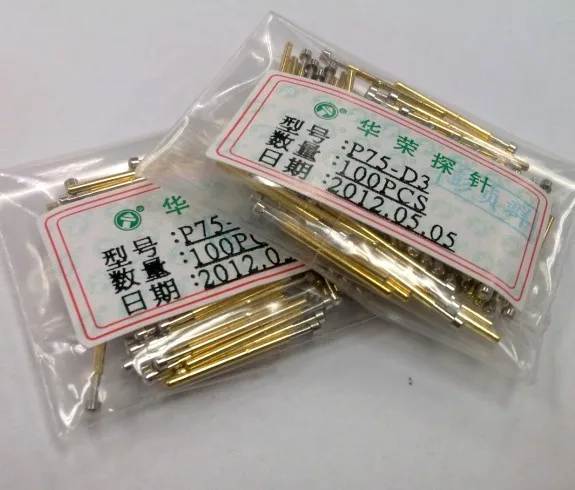 华荣探针
型号:P75-D3
数量:100PCS
日期:2012.05.05
华
型号:P75-
数量:100PC
日期:2012.0